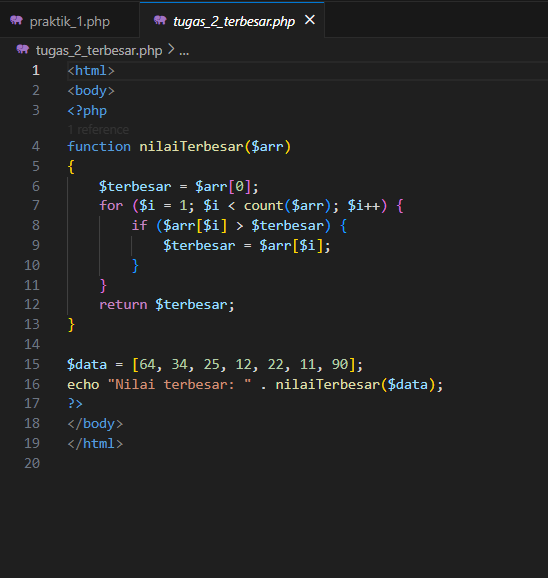 praktik_1.php
tugas_2_terbesar.php ×
tugas_2_terbesar.php > ...
1 <html>
2 <body>
3 <?php
1 reference
4 function nilaiTerbesar($arr)
5 {
6     $terbesar = $arr[0];
7     for ($i = 1; $i < count($arr); $i++) {
8         if ($arr[$i] > $terbesar) {
9             $terbesar = $arr[$i];
10         }
11     }
12     return $terbesar;
13 }
14
15 $data = [64, 34, 25, 12, 22, 11, 90];
16 echo "Nilai terbesar: " . nilaiTerbesar($data);
17 ?>
18 </body>
19 </html>
20